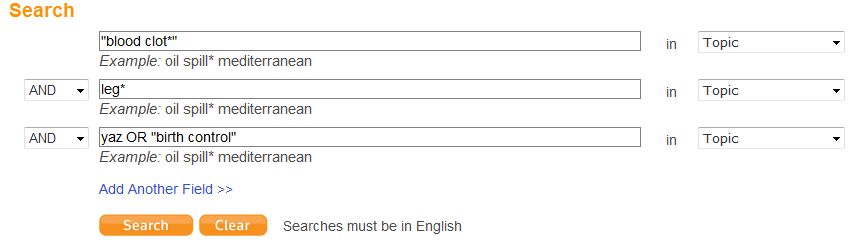 Search
"blood clot*" in Topic
Example: oil spill* mediterranean
AND leg* in Topic
Example: oil spill* mediterranean
AND yaz OR "birth control" in Topic
Example: oil spill* mediterranean
Add Another Field >>
Search Clear Searches must be in English